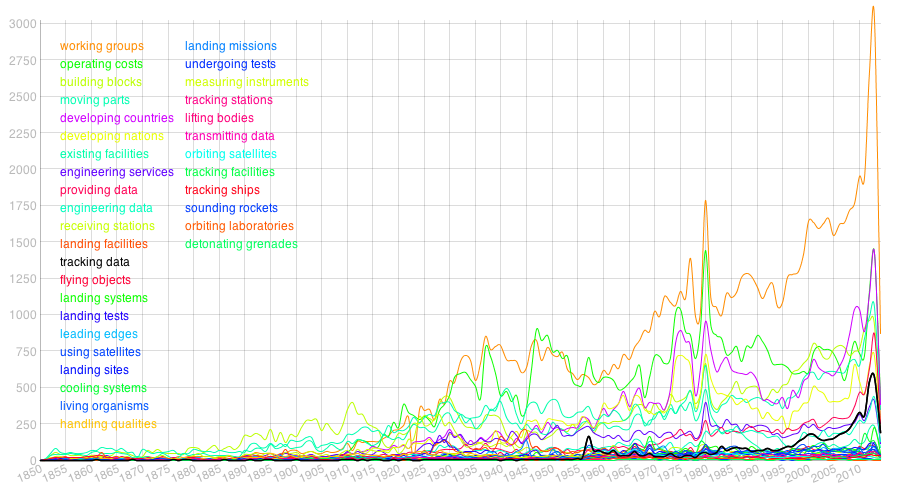 3000
2750
2500
2250
2000
1750
1500
1250
1000
750
500
250
0
working groups
operating costs
building blocks
moving parts
developing countries
developing nations
existing facilities
engineering services
providing data
engineering data
receiving stations
landing facilities
tracking data
flying objects
landing systems
landing tests
leading edges
using satellites
landing sites
cooling systems
living organisms
handling qualities
landing missions
undergoing tests
measuring instruments
tracking stations
lifting bodies
transmitting data
orbiting satellites
tracking facilities
tracking ships
sounding rockets
orbiting laboratories
detonating grenades
1850 1855 1860 1865 1870 1875 1880 1885 1890 1895 1900 1905 1910 1915 1920 1925 1930 1935 1940 1945 1950 1955 1960 1965 1970 1975 1980 1985 1990 1995 2000 2005 2010